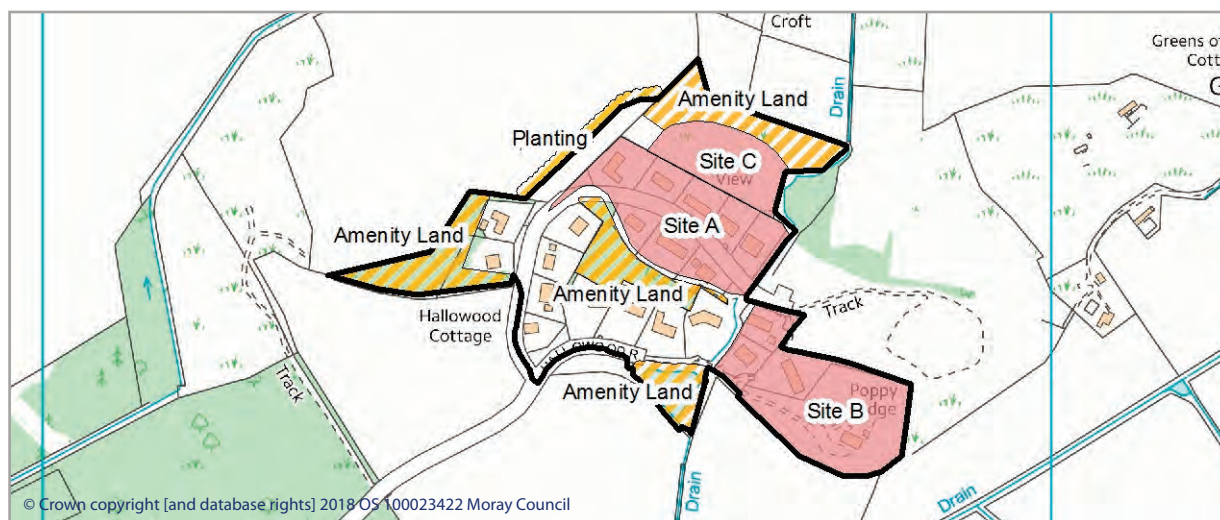 Croft
Greens of
Cott
G
Drain
Amenity Land
Planting
Site C
View
Site A
Amenity Land
Amenity Land
Hallowood
Cottage
Track
Track
Amenity Land
Poppy
Site B
dge
Drain
Drain
© Crown copyright [and database rights] 2018 OS 100023422 Moray Council